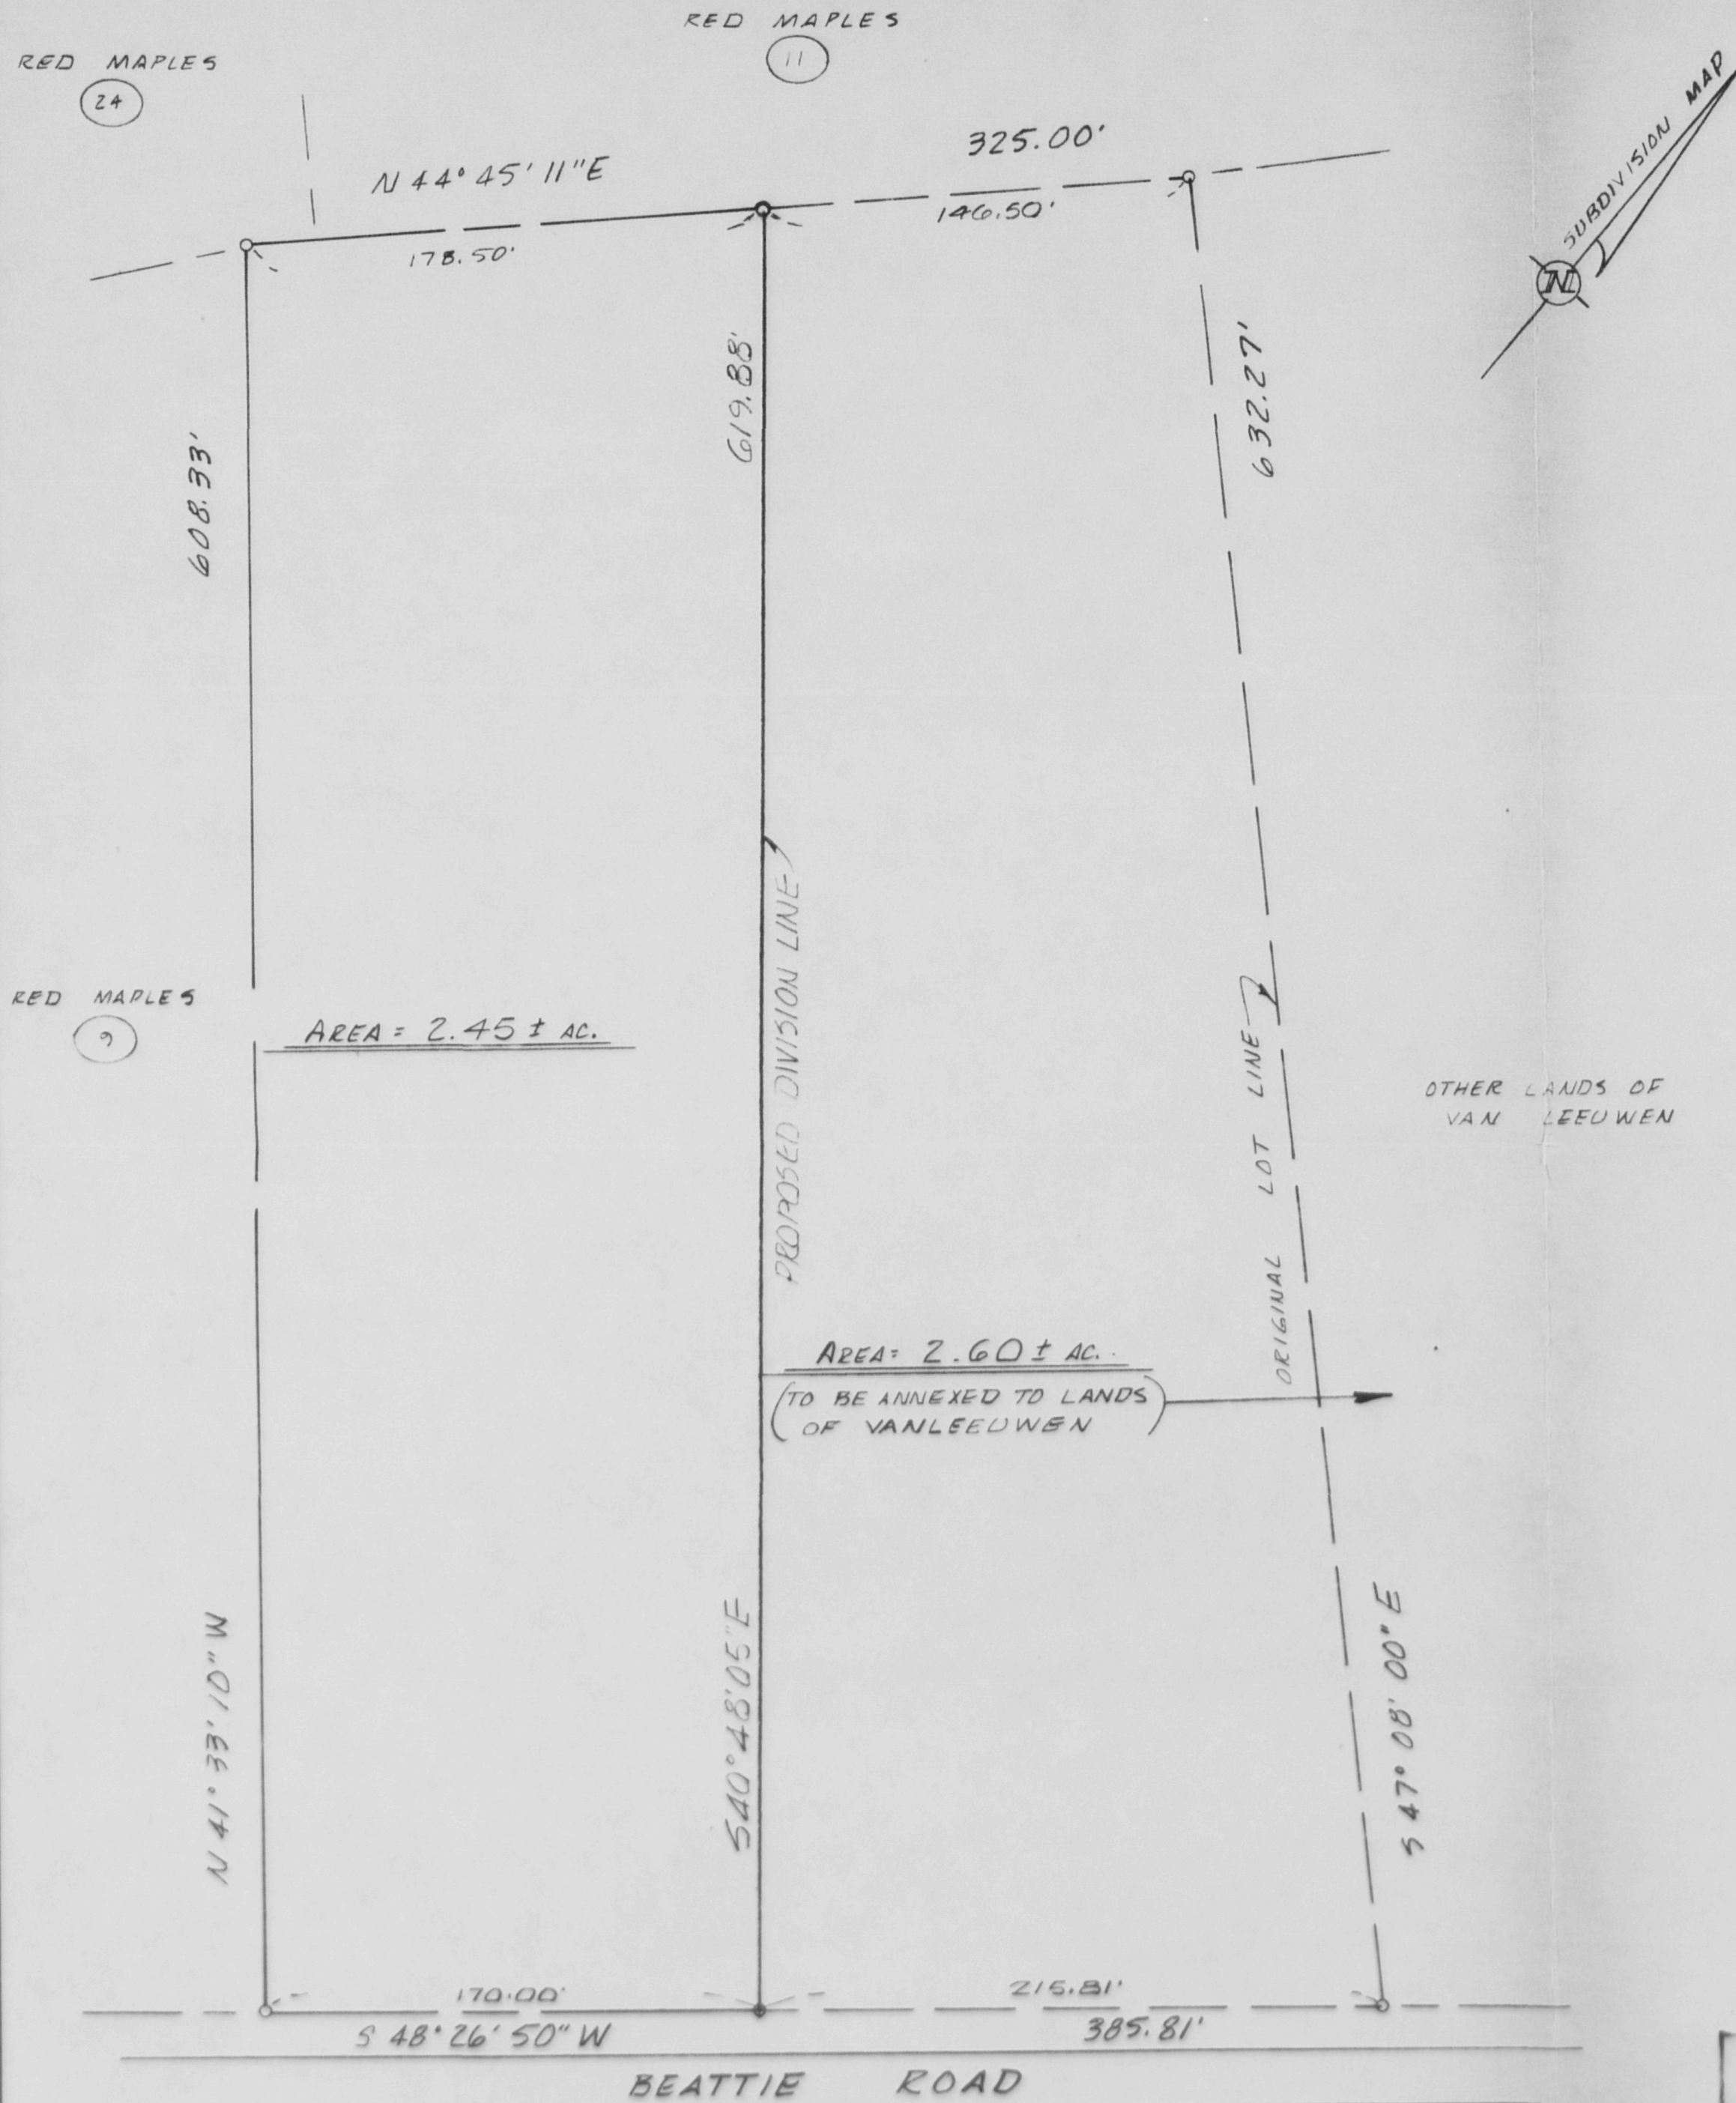 RED MAPLES
11
RED MAPLES
24
SUBDIVISION MAP
N
N 44° 45' 11" E
325.00'
178.50'
146.50'
608.33'
619.88'
632.27'
PROPOSED DIVISION LINE
RED MAPLES
9
AREA = 2.45 ± AC.
ORIGINAL LOT LINE
OTHER LANDS OF
VAN LEEUWEN
AREA = 2.60 ± AC.
(TO BE ANNEXED TO LANDS
OF VANLEEUWEN)
N 41° 33' 10" W
S40°48'05"E
S 47° 08' 00" E
170.00'
215.81'
S 48° 26' 50" W
385.81'
BEATTIE ROAD